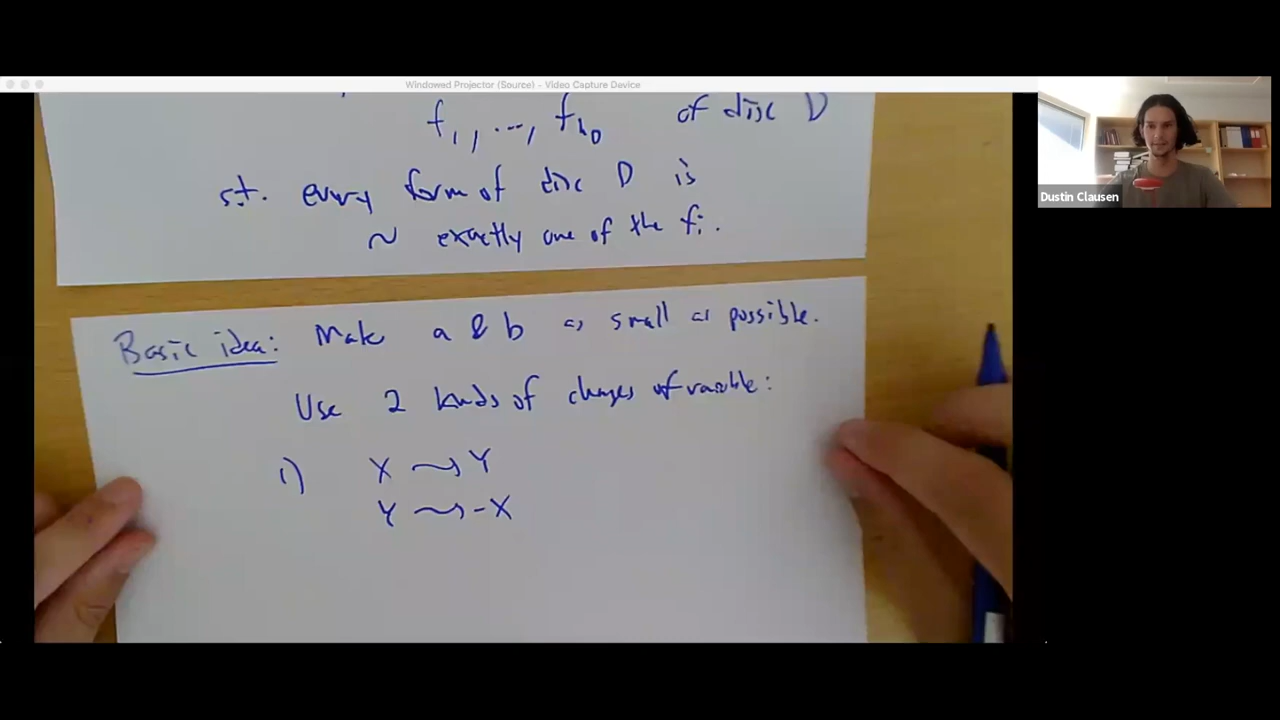 Windowed Projector (Source) - Video Capture Device
f₁, ..., f_{h_D} of disc D
s.t. every form of disc D is
~ exactly one of the fᵢ.
Basic idea: Make a & b as small as possible.
Use 2 kinds of changes of variable:
1) X ⇝ Y
Y ⇝ -X
Dustin Clausen